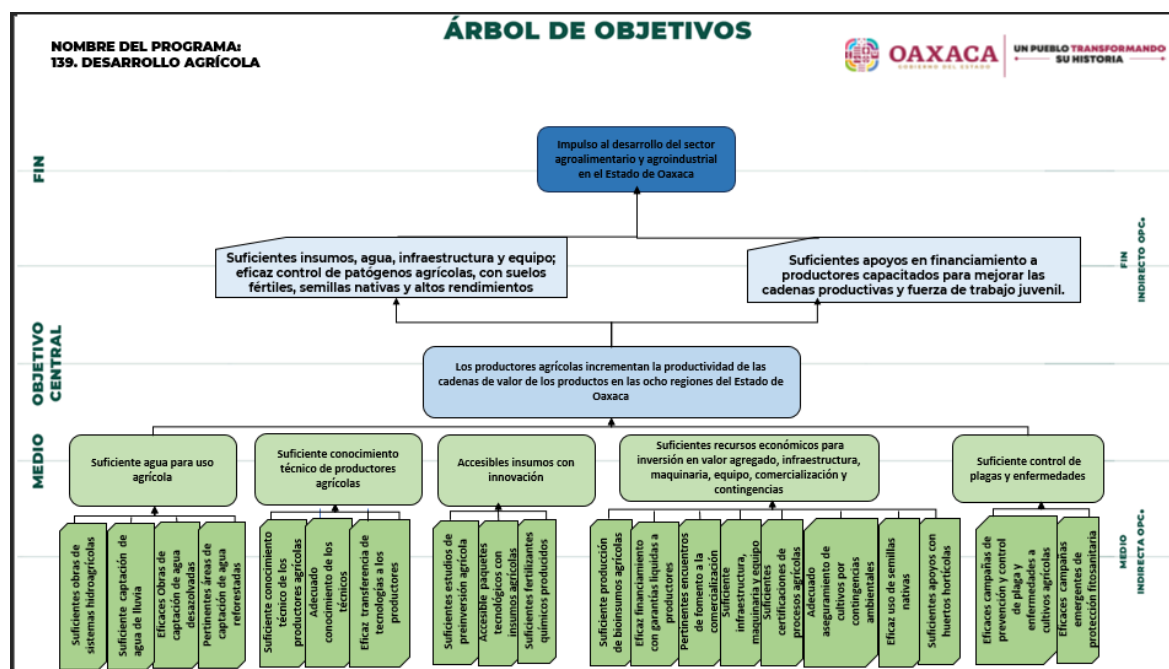 ÁRBOL DE OBJETIVOS
NOMBRE DEL PROGRAMA:
139. DESARROLLO AGRÍCOLA
OAXACA
GOBIERNO DEL ESTADO
UN PUEBLO TRANSFORMANDO
SU HISTORIA
FIN
Impulso al desarrollo del sector
agroalimentario y agroindustrial
en el Estado de Oaxaca
Suficientes insumos, agua, infraestructura y equipo;
eficaz control de patógenos agrícolas, con suelos
fértiles, semillas nativas y altos rendimientos
Suficientes apoyos en financiamiento a
productores capacitados para mejorar las
cadenas productivas y fuerza de trabajo juvenil.
FIN
INDIRECTO OPC.
OBJETIVO
CENTRAL
Los productores agrícolas incrementan la productividad de las
cadenas de valor de los productos en las ocho regiones del Estado de
Oaxaca
MEDIO
Suficiente agua para uso
agrícola
Suficiente conocimiento
técnico de productores
agrícolas
Accesibles insumos con
innovación
Suficientes recursos económicos para
inversión en valor agregado, infraestructura,
maquinaria, equipo, comercialización y
contingencias
Suficiente control de
plagas y enfermedades
MEDIO
INDIRECTA OPC.
Suficientes obras de
sistemas hidroagrícolas
Suficiente captación de
agua de lluvia
Eficaces Obras de
captación de agua
desazolvadas
Pertinentes áreas de
captación de agua
reforestadas
Suficiente conocimiento
técnico de los
productores agrícolas
Adecuado
conocimiento de los
técnicos
Eficaz transferencia de
tecnologías a los
productores
Suficientes estudios de
preinversión agrícola
Accesible paquetes
tecnológicos con
insumos agrícolas
Suficientes fertilizantes
químicos producidos
Suficiente producción
de bioinsumos agrícolas
Eficaz financiamiento
con garantías liquidas a
productores
Pertinentes encuentros
de fomento a la
comercialización
Suficiente
infraestructura,
maquinaria y equipo
Suficientes
certificaciones de
procesos agrícolas
Adecuado
aseguramiento de
cultivos por
contingencias
ambientales
Eficaz uso de semillas
nativas
Suficientes apoyos con
huertos hortícolas
Eficaces campañas de
prevención y control
de plaga y
enfermedades a
cultivos agrícolas
Eficaces campañas
emergentes de
protección fitosanitaria